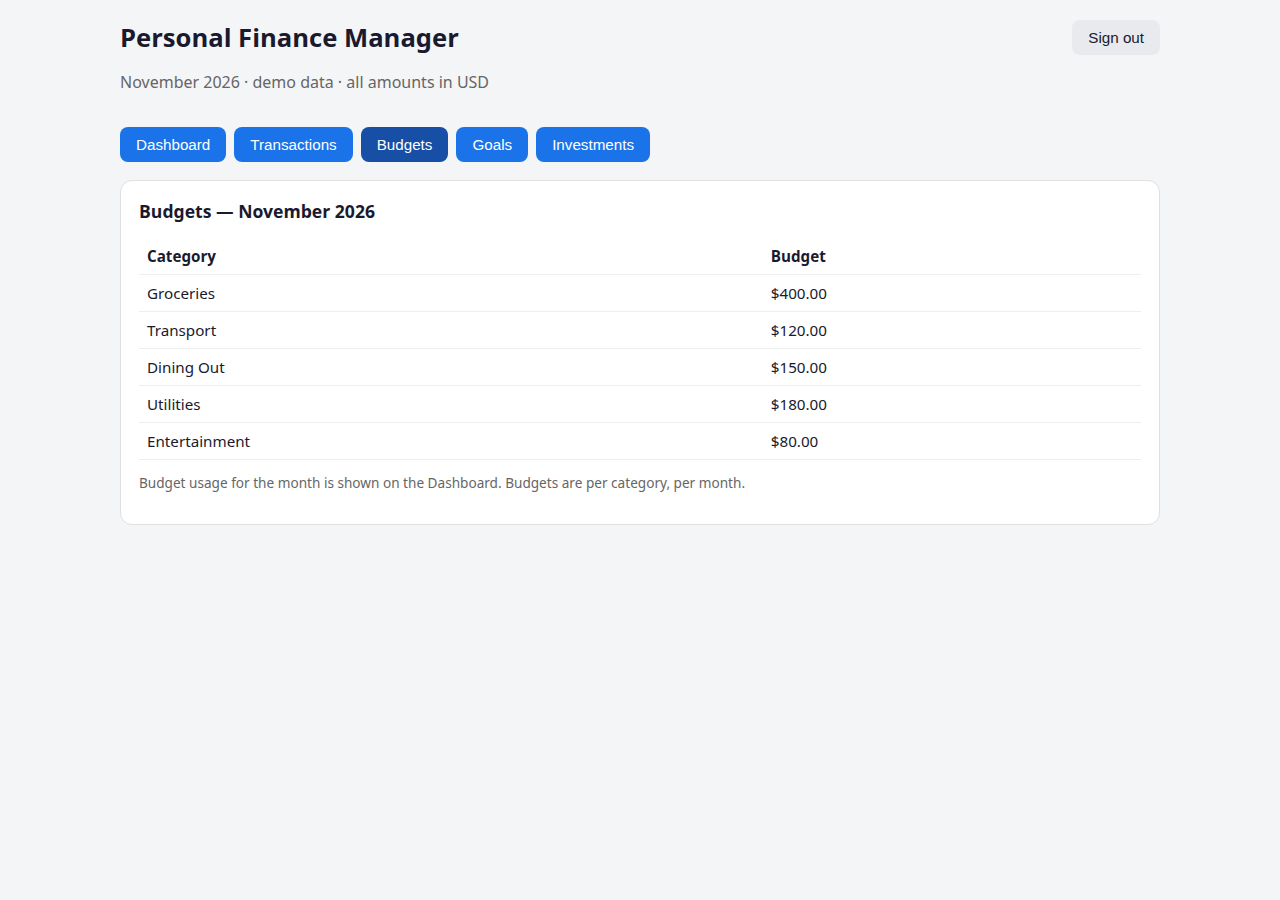 Personal Finance Manager
Sign out
November 2026 · demo data · all amounts in USD
Dashboard Transactions Budgets Goals Investments
Budgets — November 2026
Category Budget
Groceries $400.00
Transport $120.00
Dining Out $150.00
Utilities $180.00
Entertainment $80.00
Budget usage for the month is shown on the Dashboard. Budgets are per category, per month.